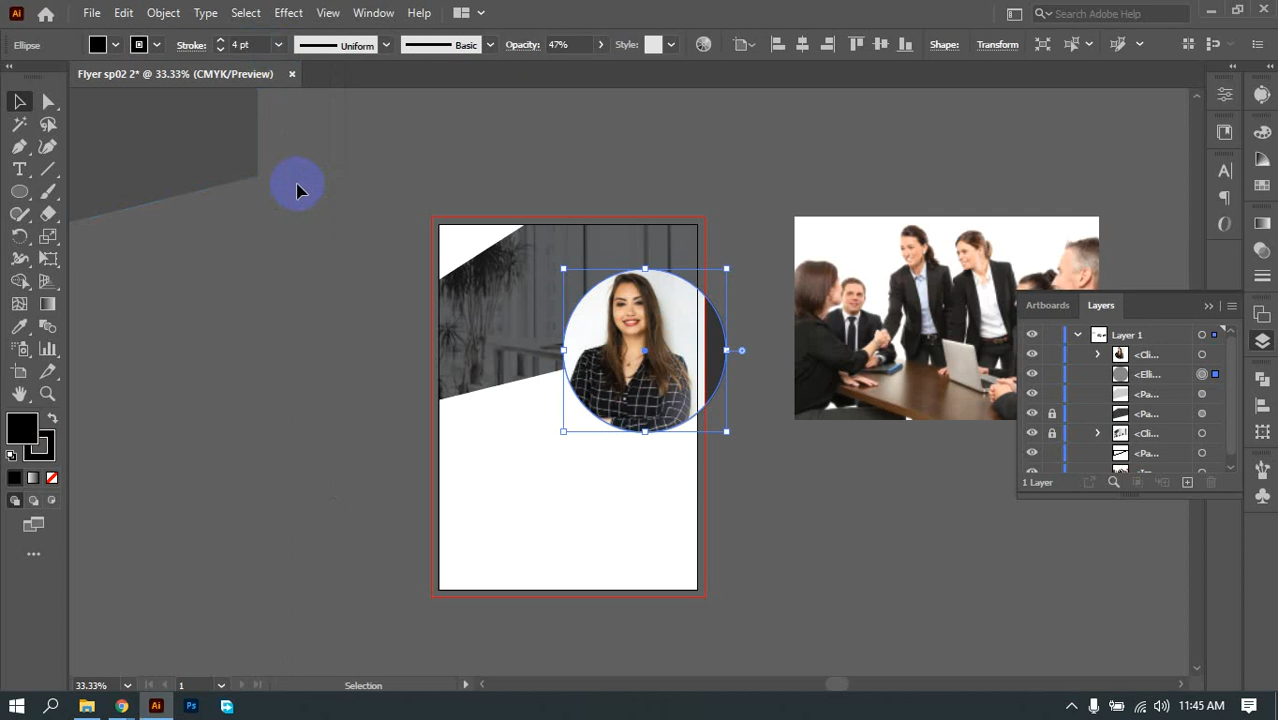 Ai File Edit Object Type Select Effect View Window Help Search Adobe Help
Ellipse Stroke: 4 pt Uniform Basic Opacity: 47% Style: Shape: Transform
Flyer sp02 2* @ 33.33% (CMYK/Preview) ×
Artboards Layers
Layer 1
<Cli...
<Elli...
<Pa...
<Pa...
<Cli...
<Pa...
1 Layer
33.33% 1 Selection
Ai Ps 11:45 AM